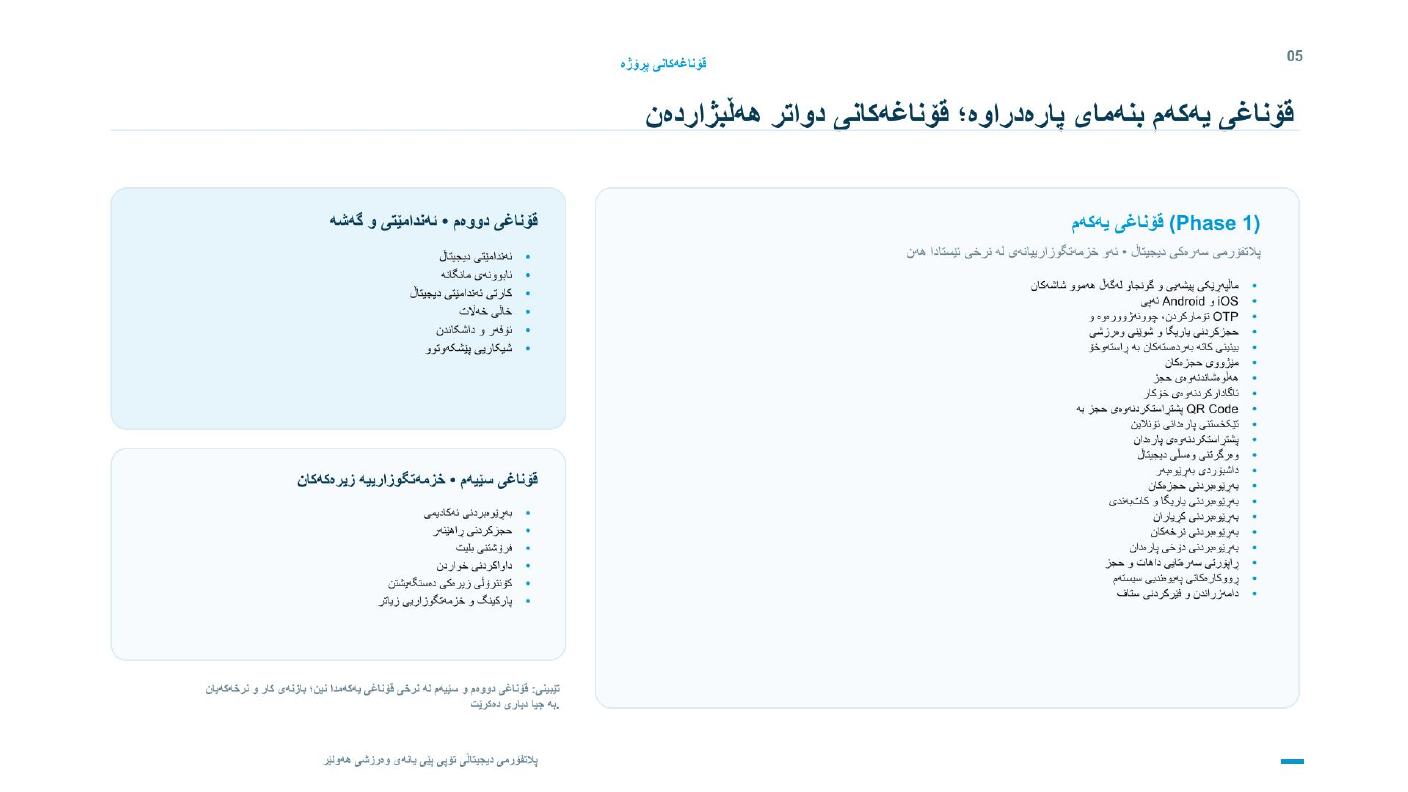 05
قۆناغەکانی پڕۆژە
قۆناغی یەکەم بنەمای پارەدراوە؛ قۆناغەکانی دواتر هەڵبژاردەن
(Phase 1) قۆناغی یەکەم
پلاتفۆرمی سەرەکی دیجیتاڵ • ئەو خزمەتگوزارییانەی لە نرخی ئێستادا هەن
• ماڵپەڕێکی پیشەیی و گونجاو لەگەڵ هەموو شاشەکان
• iOS و Android ئەپی
• OTP تۆمارکردن، چوونەژوورەوە و
• حجزکردنی یاریگا و شوێنی وەرزشی
• بینینی کاتە بەردەستەکان بە ڕاستەوخۆ
• مێژووی حجزەکان
• هەڵوەشاندنەوەی حجز
• ئاگادارکردنەوەی خۆکار
• QR Code پشتڕاستکردنەوەی حجز بە
• تێکخستنی پارەدانی ئۆنلاین
• پشتڕاستکردنەوەی پارەدان
• وەرگرتنی وەسڵی دیجیتاڵ
• داشبۆردی بەڕێوەبەر
• بەڕێوەبردنی حجزەکان
• بەڕێوەبردنی یاریگا و کات‌بەندی
• بەڕێوەبردنی کڕیاران
• بەڕێوەبردنی نرخەکان
• بەڕێوەبردنی دۆخی پارەدان
• ڕاپۆرتی سەرەتایی داهات و حجز
• ڕووکارەکانی پەیوەندیی سیستەم
• دامەزراندن و فێرکردنی ستاف
قۆناغی دووەم • ئەندامێتی و گەشە
• ئەندامێتی دیجیتاڵ
• ئابوونەی مانگانە
• کارتی ئەندامێتی دیجیتاڵ
• خاڵی خەڵات
• ئۆفەر و داشکاندن
• شیکاریی پێشکەوتوو
قۆناغی سێیەم • خزمەتگوزارییە زیرەکەکان
• بەڕێوەبردنی ئەکادیمی
• حجزکردنی ڕاهێنەر
• فرۆشتنی بلیت
• داواکردنی خواردن
• کۆنترۆڵی زیرەکی دەستگەیشتن
• پارکینگ و خزمەتگوزاریی زیاتر
تێبینی: قۆناغی دووەم و سێیەم لە نرخی قۆناغی یەکەمدا نین؛ بازنەی کار و نرخەکەیان
.بە جیا دیاری دەکرێت
پلاتفۆرمی دیجیتاڵی تۆپی پێی یانەی وەرزشی هەولێر